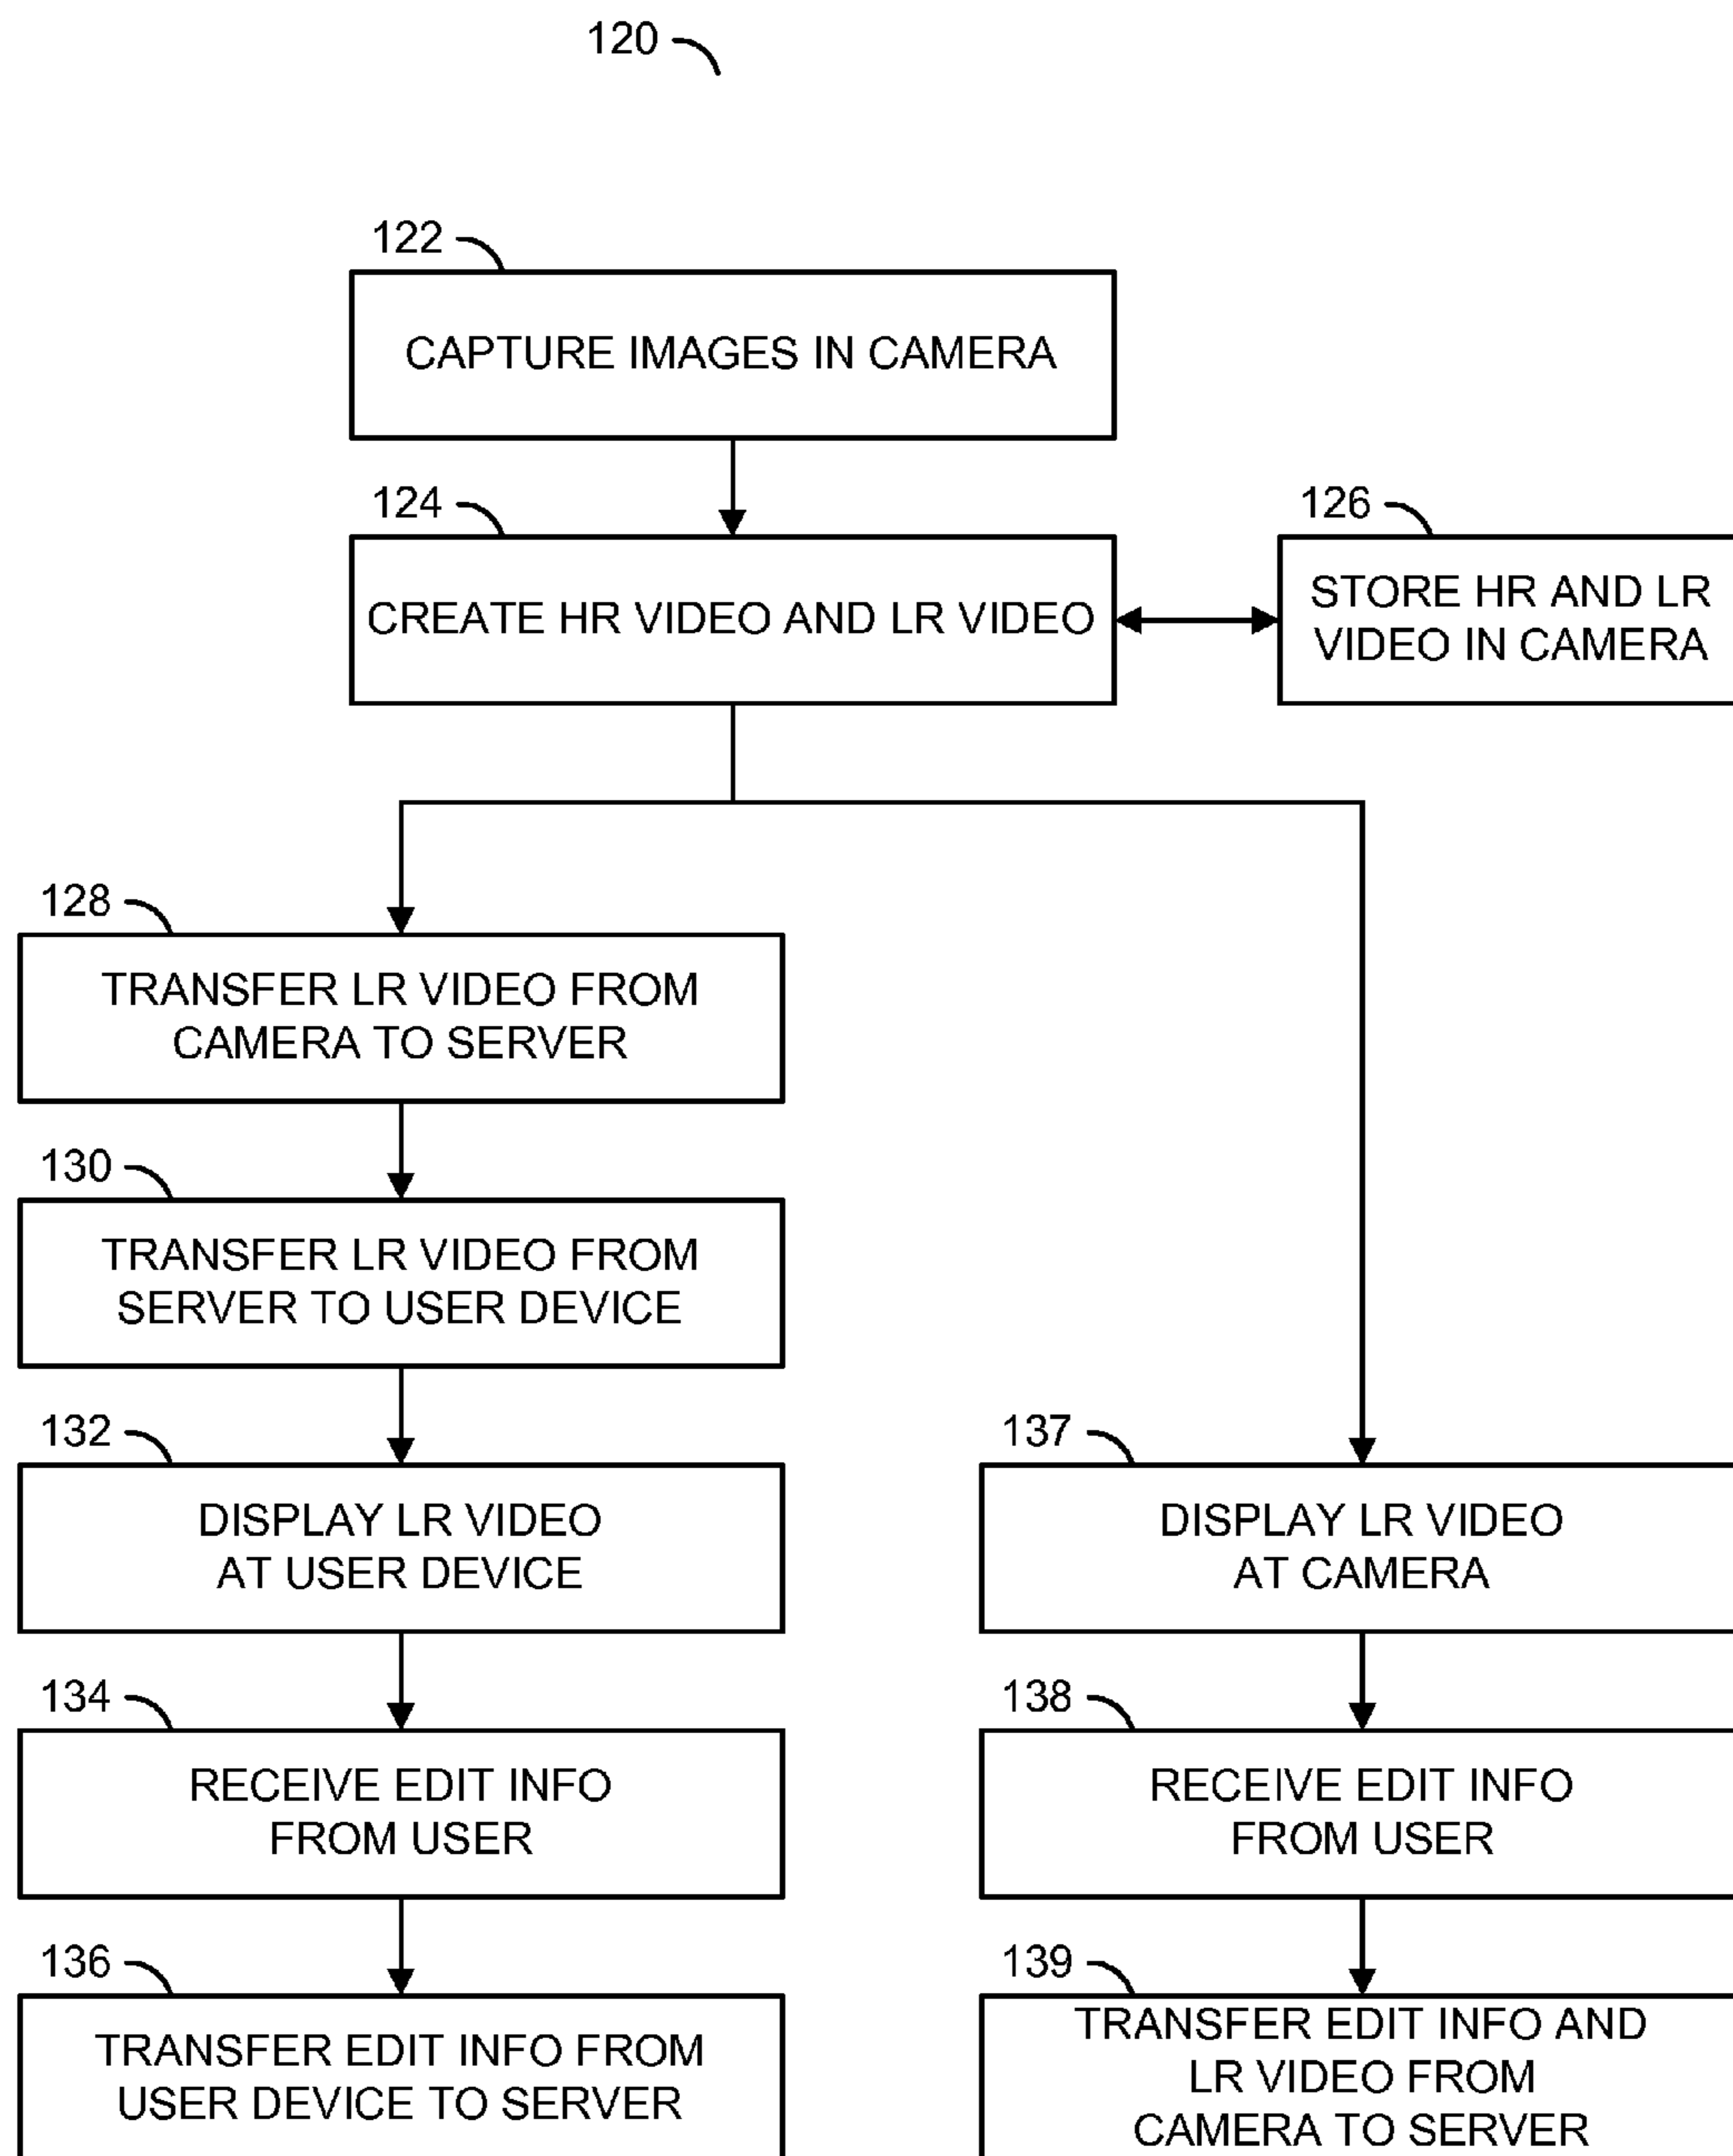 120
122
CAPTURE IMAGES IN CAMERA
124
CREATE HR VIDEO AND LR VIDEO
126
STORE HR AND LR
VIDEO IN CAMERA
128
TRANSFER LR VIDEO FROM
CAMERA TO SERVER
130
TRANSFER LR VIDEO FROM
SERVER TO USER DEVICE
132
DISPLAY LR VIDEO
AT USER DEVICE
134
RECEIVE EDIT INFO
FROM USER
136
TRANSFER EDIT INFO FROM
USER DEVICE TO SERVER
137
DISPLAY LR VIDEO
AT CAMERA
138
RECEIVE EDIT INFO
FROM USER
139
TRANSFER EDIT INFO AND
LR VIDEO FROM
CAMERA TO SERVER